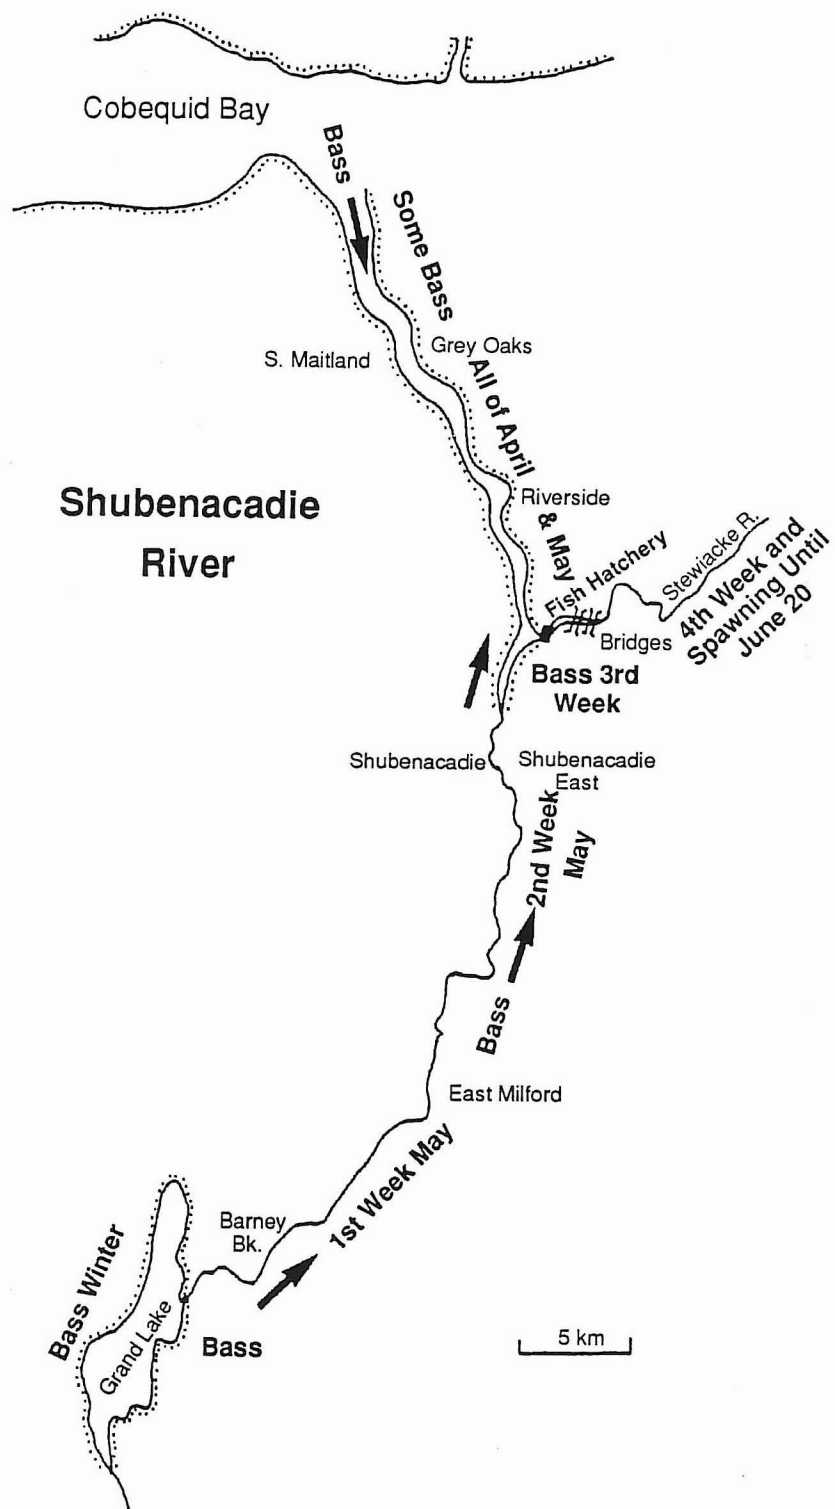 Cobequid Bay
Bass
Some Bass
Grey Oaks
S. Maitland
All of April
Riverside
& May
Shubenacadie
River
Fish Hatchery
Stewiacke R.
4th Week and
Spawning Until
June 20
Bridges
Bass 3rd
Week
Shubenacadie
Shubenacadie
East
2nd Week
May
Bass
East Milford
1st Week May
Barney
Bk.
Bass Winter
Grand Lake
Bass
5 km